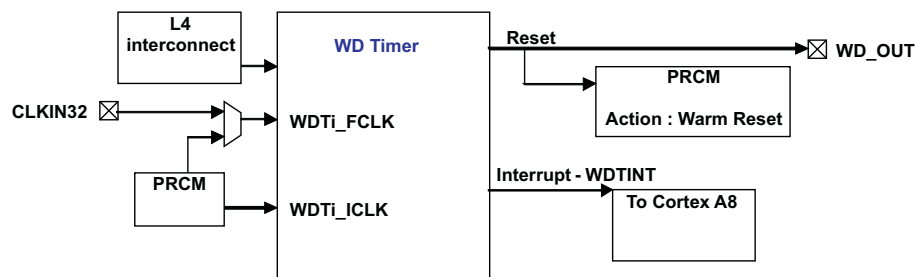 L4
interconnect
WD Timer
Reset
WD_OUT
PRCM
Action : Warm Reset
CLKIN32
WDTi_FCLK
PRCM
WDTi_ICLK
Interrupt - WDTINT
To Cortex A8